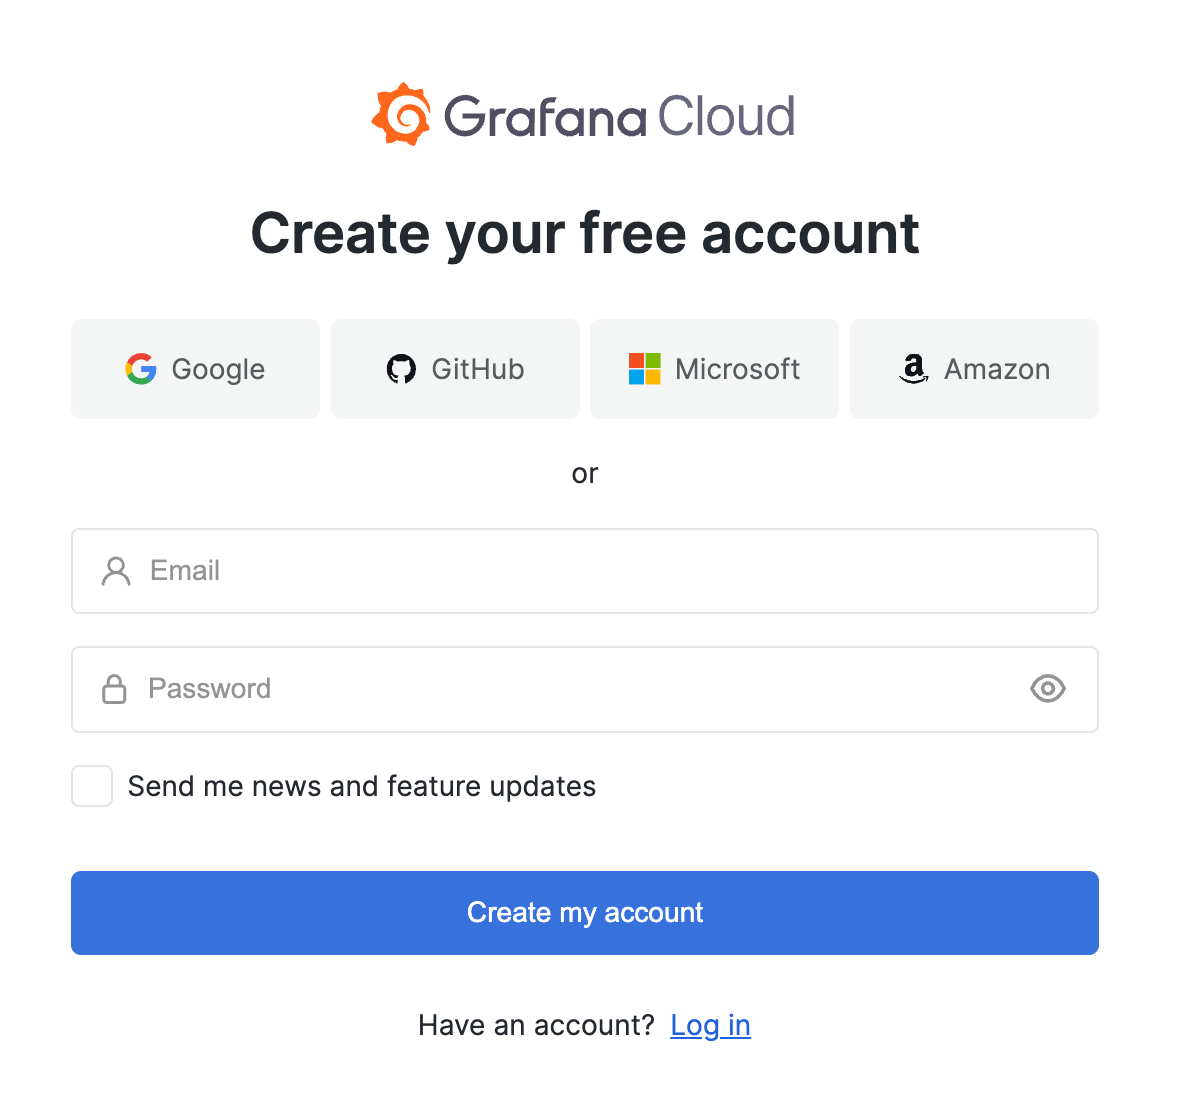 Grafana Cloud
Create your free account
Google GitHub Microsoft Amazon
or
Email
Password
Send me news and feature updates
Create my account
Have an account? Log in